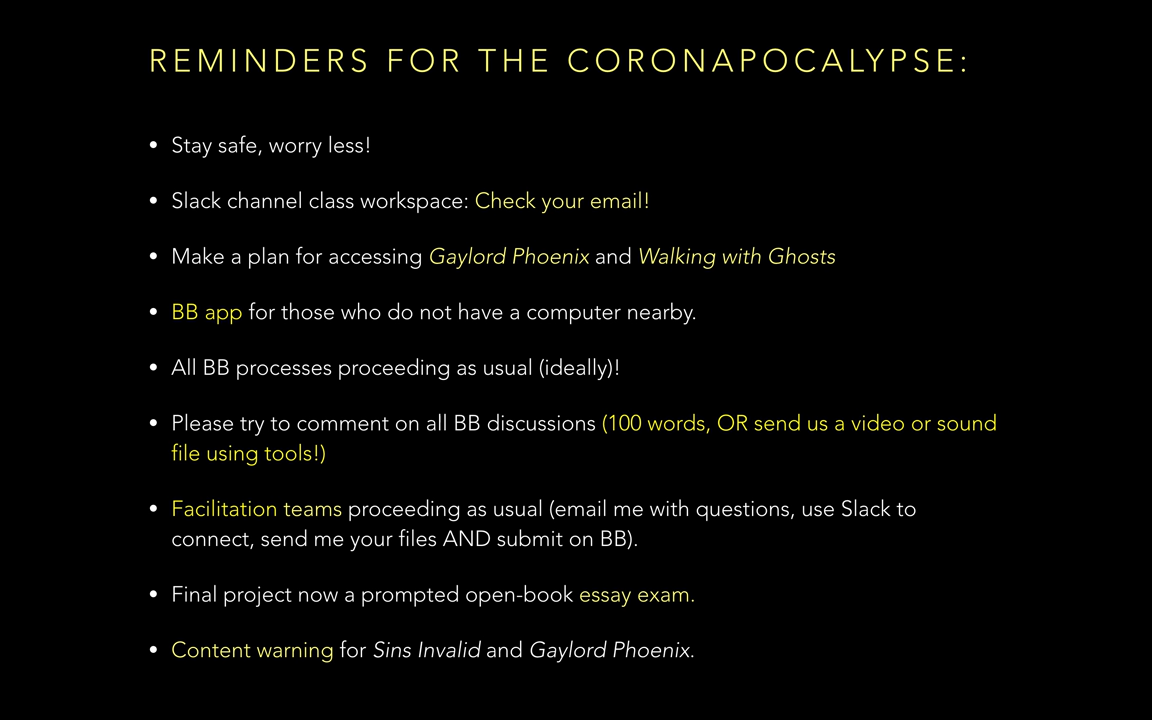 REMINDERS FOR THE CORONAPOCALYPSE:
• Stay safe, worry less!
• Slack channel class workspace: Check your email!
• Make a plan for accessing Gaylord Phoenix and Walking with Ghosts
• BB app for those who do not have a computer nearby.
• All BB processes proceeding as usual (ideally)!
• Please try to comment on all BB discussions (100 words, OR send us a video or sound
file using tools!)
• Facilitation teams proceeding as usual (email me with questions, use Slack to
connect, send me your files AND submit on BB).
• Final project now a prompted open-book essay exam.
• Content warning for Sins Invalid and Gaylord Phoenix.